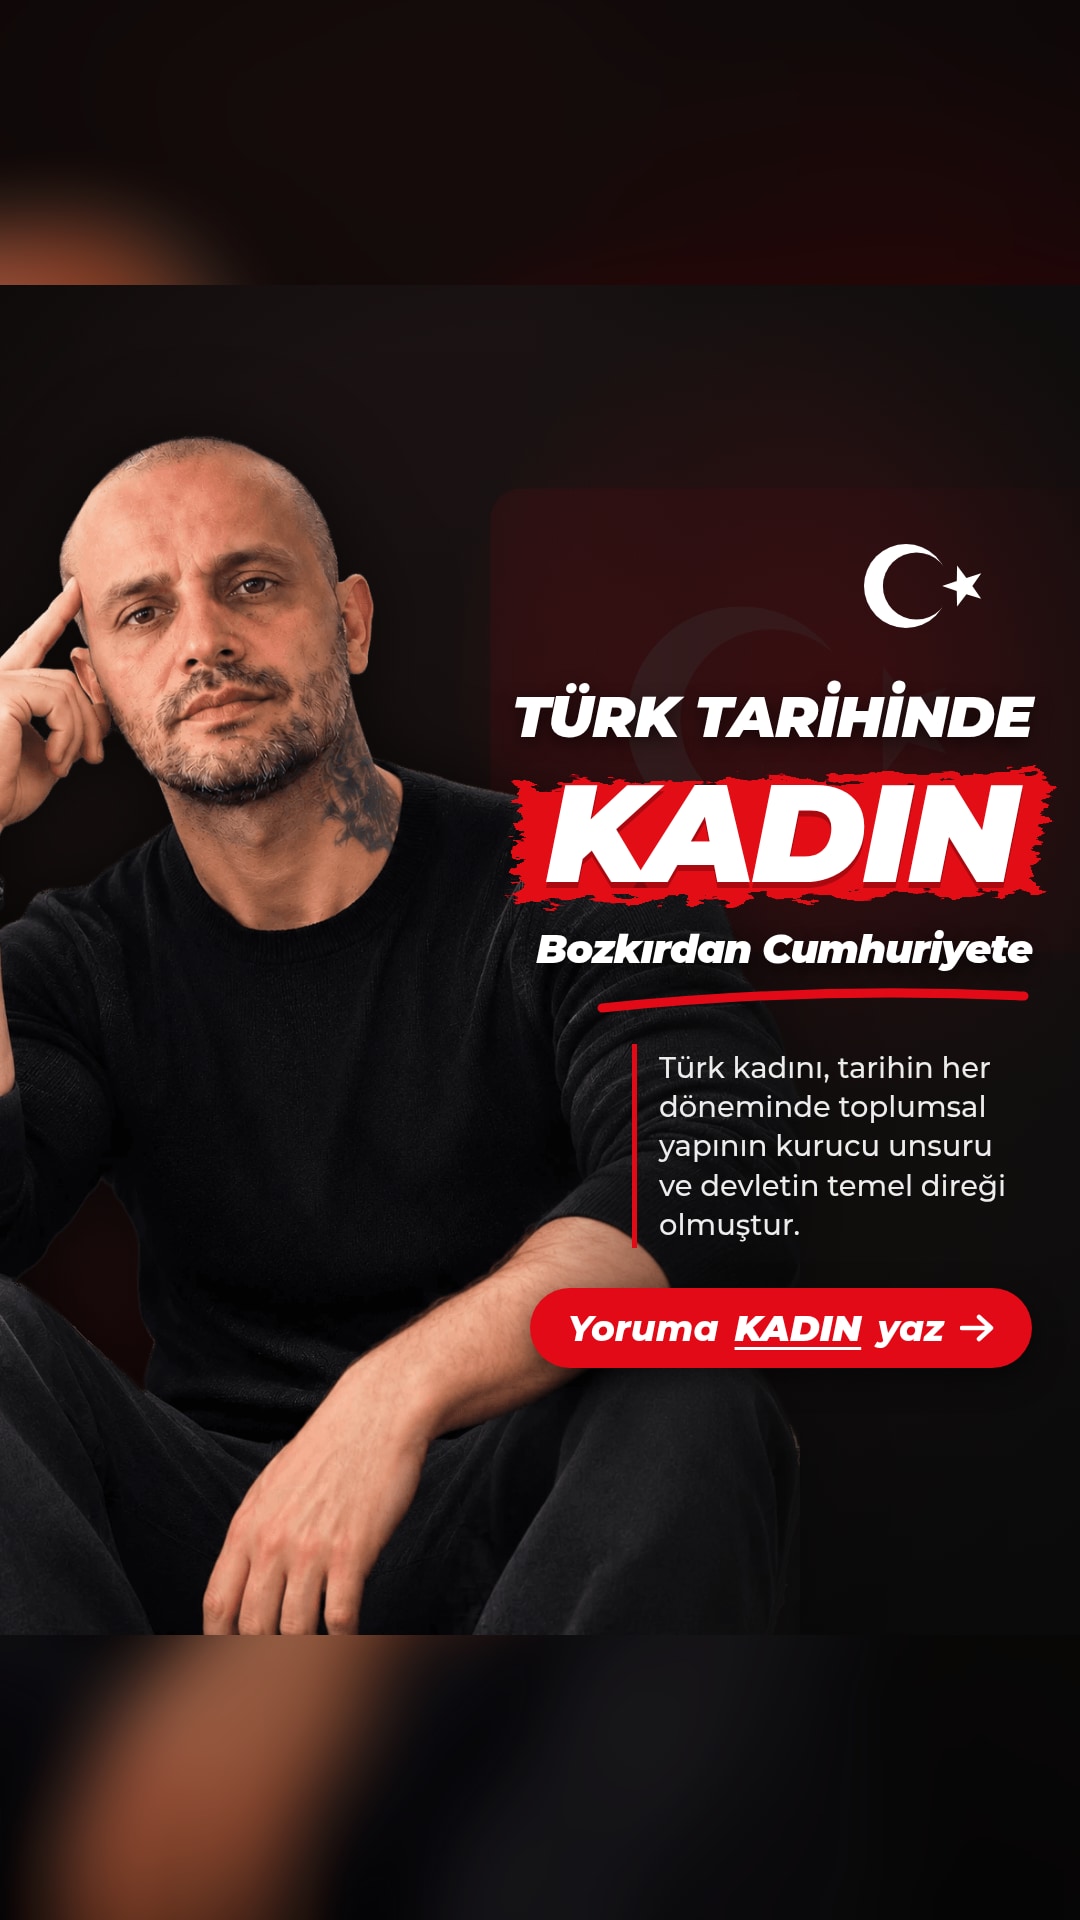 TÜRK TARİHİNDE
KADIN
Bozkırdan Cumhuriyete
Türk kadını, tarihin her
döneminde toplumsal
yapının kurucu unsuru
ve devletin temel direği
olmuştur.
Yoruma KADIN yaz →